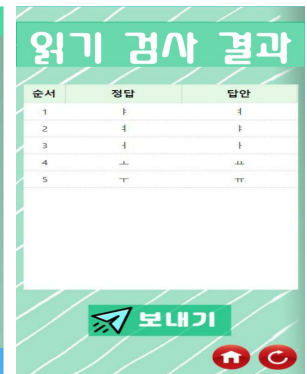 읽기 검사 결과
순서 정답 답안
1 ㅑ ㅕ
2 ㅕ ㅑ
3 ㅓ ㅏ
4 ㅗ ㅛ
5 ㅜ ㅠ
보내기